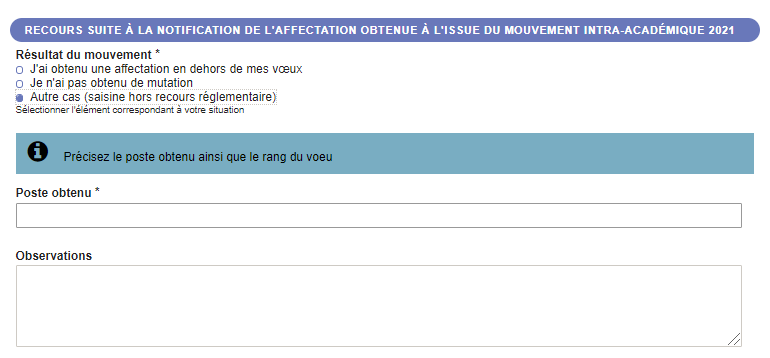 RECOURS SUITE À LA NOTIFICATION DE L'AFFECTATION OBTENUE À L'ISSUE DU MOUVEMENT INTRA-ACADÉMIQUE 2021
Résultat du mouvement *
J'ai obtenu une affectation en dehors de mes vœux
Je n'ai pas obtenu de mutation
Autre cas (saisine hors recours réglementaire)
Sélectionner l'élément correspondant à votre situation
Précisez le poste obtenu ainsi que le rang du voeu
Poste obtenu *
Observations